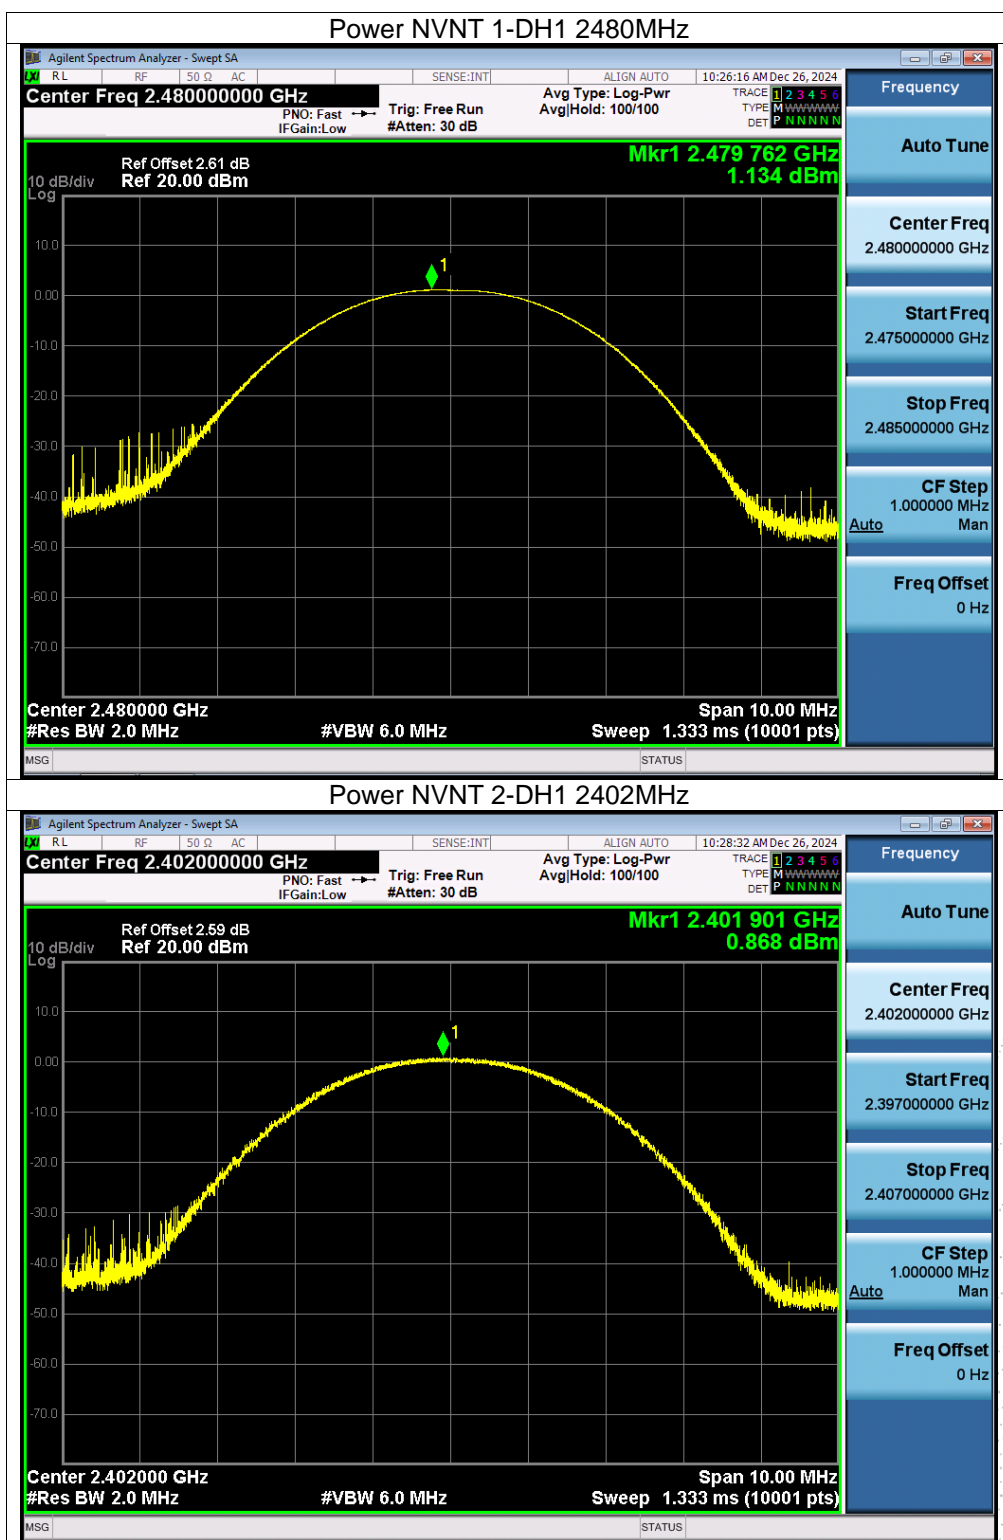 Power NVNT 1-DH1 2480MHz
Agilent Spectrum Analyzer - Swept SA
LXI RL RF 50 Ω AC SENSE:INT ALIGN AUTO 10:26:16 AM Dec 26, 2024
Center Freq 2.480000000 GHz
PNO: Fast
IFGain:Low
Trig: Free Run
#Atten: 30 dB
Avg Type: Log-Pwr
Avg|Hold: 100/100
TRACE 1 2 3 4 5 6
TYPE M WWWWW
DET P N N N N N
Frequency
Ref Offset 2.61 dB
Ref 20.00 dBm
10 dB/div
Log
Mkr1 2.479 762 GHz
1.134 dBm
10.0
0.00
-10.0
-20.0
-30.0
-40.0
-50.0
-60.0
-70.0
1
Center 2.480000 GHz
Span 10.00 MHz
#Res BW 2.0 MHz
#VBW 6.0 MHz
Sweep 1.333 ms (10001 pts)
Auto Tune
Center Freq
2.480000000 GHz
Start Freq
2.475000000 GHz
Stop Freq
2.485000000 GHz
CF Step
1.000000 MHz
Auto Man
Freq Offset
0 Hz
MSG STATUS
Power NVNT 2-DH1 2402MHz
Agilent Spectrum Analyzer - Swept SA
LXI RL RF 50 Ω AC SENSE:INT ALIGN AUTO 10:28:32 AM Dec 26, 2024
Center Freq 2.402000000 GHz
PNO: Fast
IFGain:Low
Trig: Free Run
#Atten: 30 dB
Avg Type: Log-Pwr
Avg|Hold: 100/100
TRACE 1 2 3 4 5 6
TYPE M WWWWW
DET P N N N N N
Frequency
Ref Offset 2.59 dB
Ref 20.00 dBm
10 dB/div
Log
Mkr1 2.401 901 GHz
0.868 dBm
10.0
0.00
-10.0
-20.0
-30.0
-40.0
-50.0
-60.0
-70.0
1
Center 2.402000 GHz
Span 10.00 MHz
#Res BW 2.0 MHz
#VBW 6.0 MHz
Sweep 1.333 ms (10001 pts)
Auto Tune
Center Freq
2.402000000 GHz
Start Freq
2.397000000 GHz
Stop Freq
2.407000000 GHz
CF Step
1.000000 MHz
Auto Man
Freq Offset
0 Hz
MSG STATUS